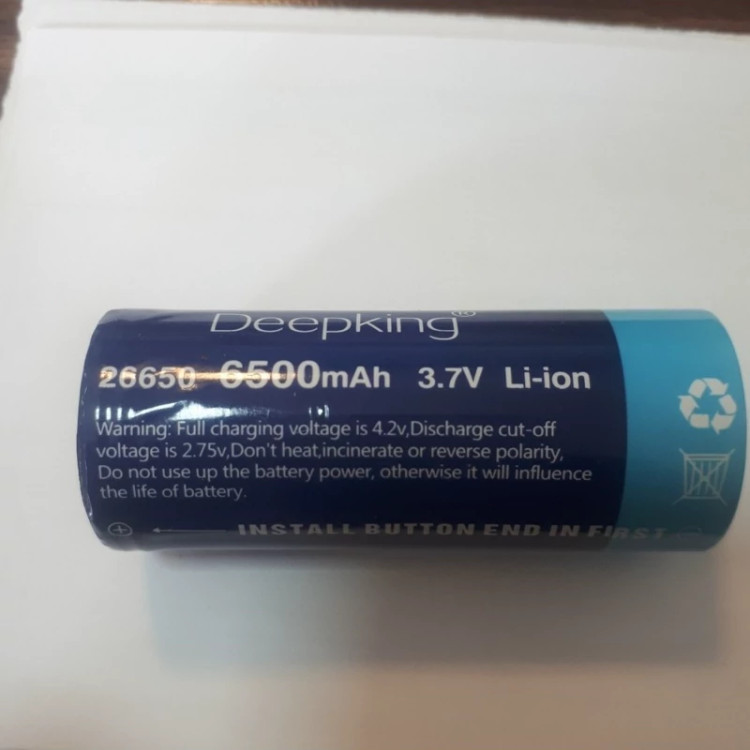 Deepking®
26650 6500mAh 3.7V Li-ion
Warning: Full charging voltage is 4.2v,Discharge cut-off
voltage is 2.75v,Don't heat,incinerate or reverse polarity,
Do not use up the battery power, otherwise it will influence
the life of battery.
INSTALL BUTTON END IN FIRST